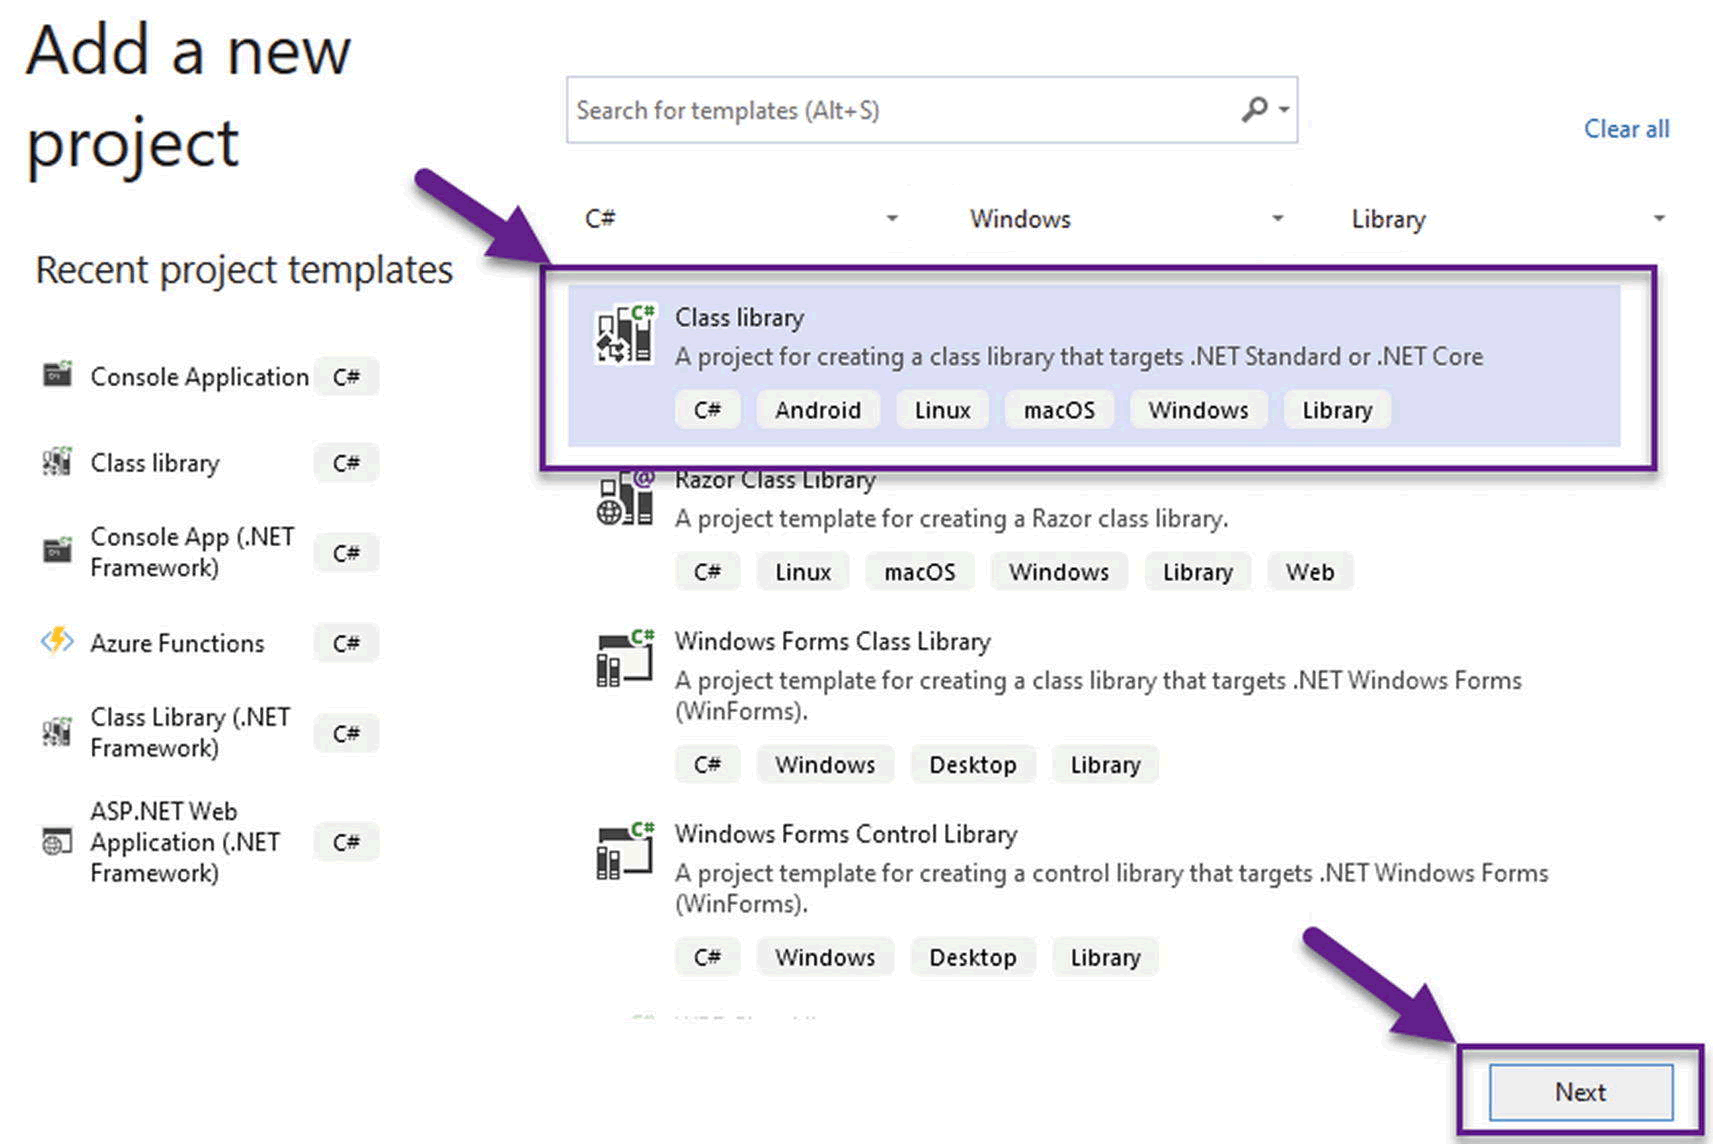 Add a new
project
Search for templates (Alt+S)
Clear all
C#
Windows
Library
Recent project templates
Console Application C#
Class library C#
Console App (.NET
Framework) C#
Azure Functions C#
Class Library (.NET
Framework) C#
ASP.NET Web
Application (.NET
Framework) C#
C#
Class library
A project for creating a class library that targets .NET Standard or .NET Core
C# Android Linux macOS Windows Library
@
Razor Class Library
A project template for creating a Razor class library.
C# Linux macOS Windows Library Web
C#
Windows Forms Class Library
A project template for creating a class library that targets .NET Windows Forms
(WinForms).
C# Windows Desktop Library
C#
Windows Forms Control Library
A project template for creating a control library that targets .NET Windows Forms
(WinForms).
C# Windows Desktop Library
Next